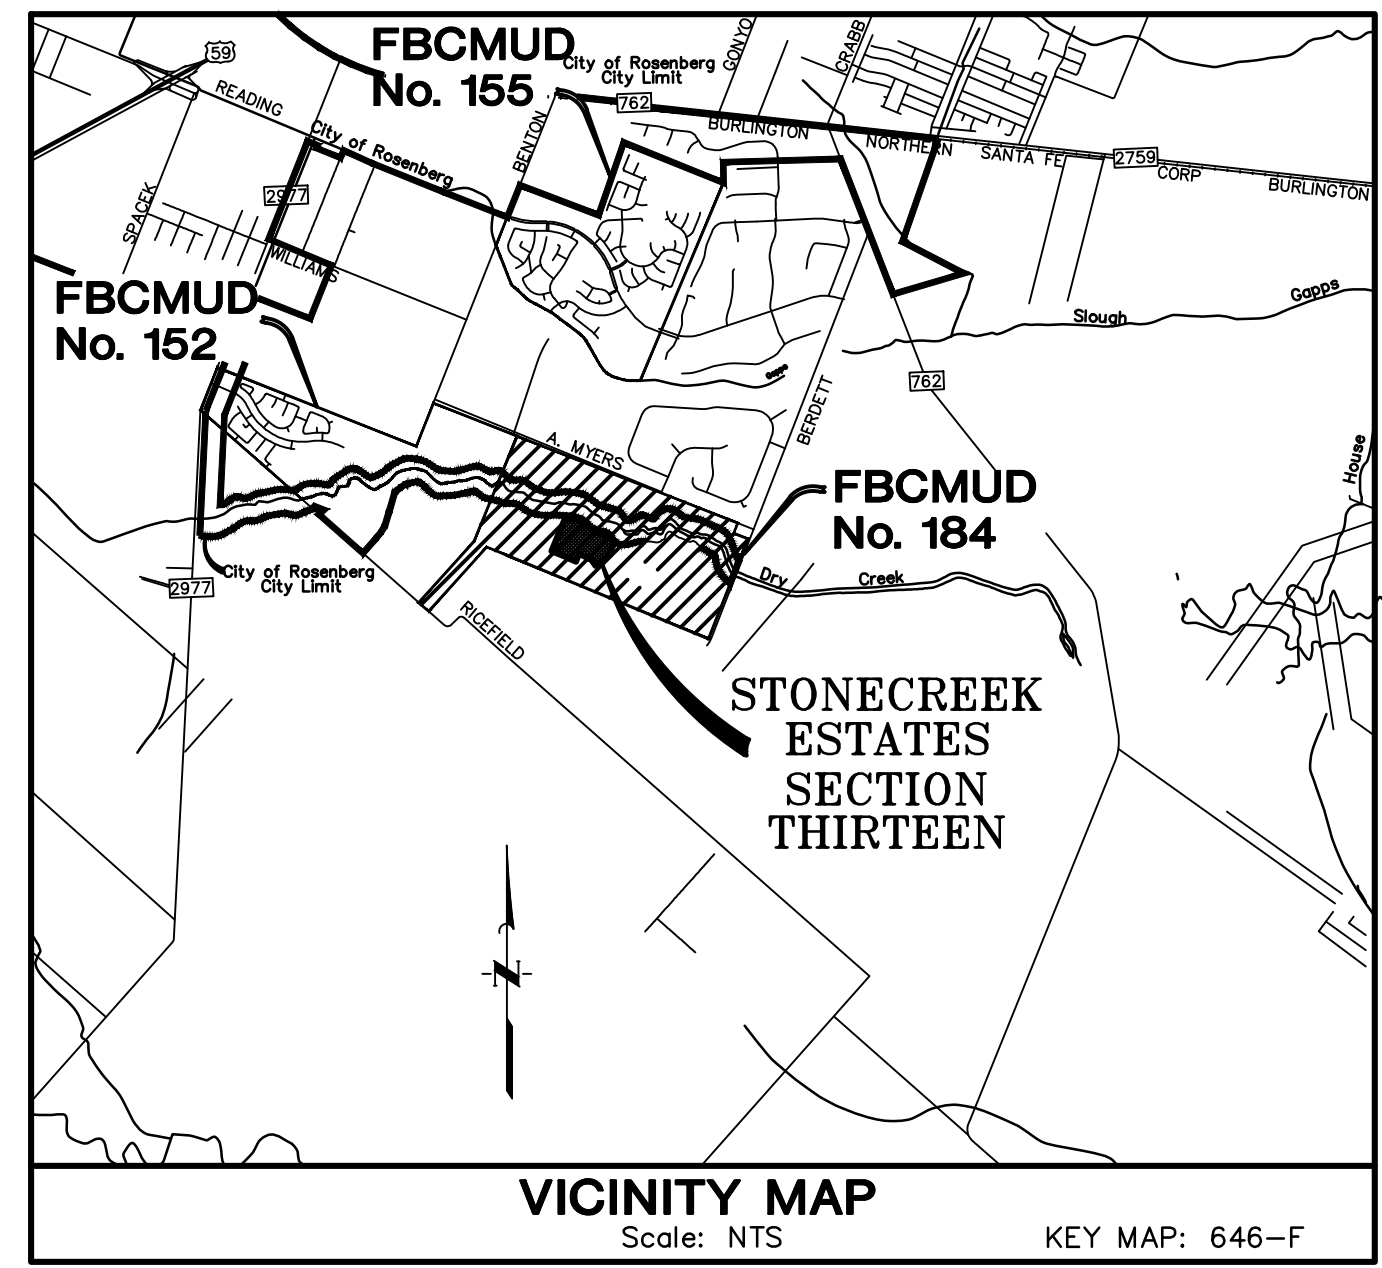 59
FBCMUD
No. 155
City of Rosenberg
City Limit
GONYO
CRABB
READING
762
City of Rosenberg
BENTON
BURLINGTON
NORTHERN
SANTA FE
2759
CORP
BURLINGTON
2977
SPACEK
WILLIAMS
FBCMUD
No. 152
Gapps
Slough
Gapps
762
BERDETT
A. MYERS
House
FBCMUD
No. 184
City of Rosenberg
City Limit
2977
Dry
Creek
RICEFIELD
STONECREEK
ESTATES
SECTION
THIRTEEN
N
VICINITY MAP
Scale: NTS
KEY MAP: 646-F